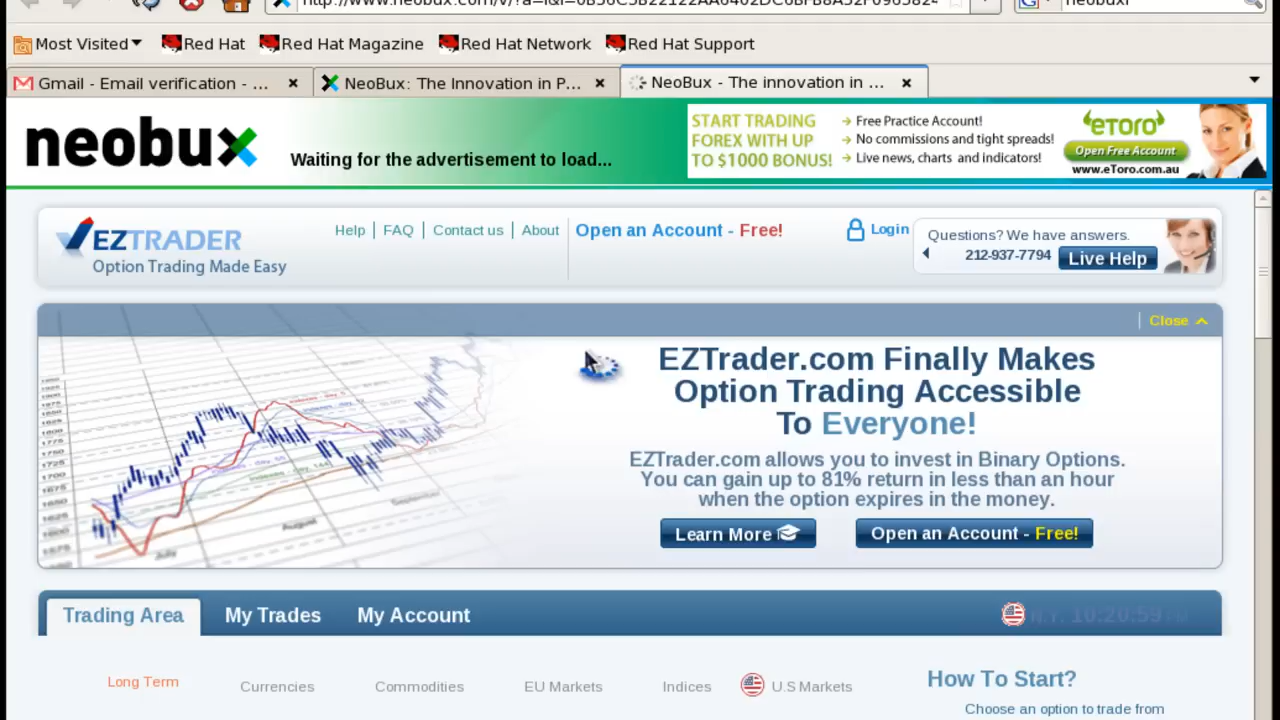 neobux
Most Visited
Red Hat
Red Hat Magazine
Red Hat Network
Red Hat Support
Gmail - Email verification - ...
NeoBux: The Innovation in P...
NeoBux - The innovation in ...
neobux
Waiting for the advertisement to load...
START TRADING
FOREX WITH UP
TO $1000 BONUS!
Free Practice Account!
No commissions and tight spreads!
Live news, charts and indicators!
eToro
Open Free Account
www.eToro.com.au
EZTRADER
Option Trading Made Easy
Help
FAQ
Contact us
About
Open an Account - Free!
Login
Questions? We have answers.
212-937-7794
Live Help
Close
EZTrader.com Finally Makes
Option Trading Accessible
To Everyone!
EZTrader.com allows you to invest in Binary Options.
You can gain up to 81% return in less than an hour
when the option expires in the money.
Learn More
Open an Account - Free!
July
August
September
Trading Area
My Trades
My Account
N.Y. 10:20:59
Long Term
Currencies
Commodities
EU Markets
Indices
U.S Markets
How To Start?
Choose an option to trade from